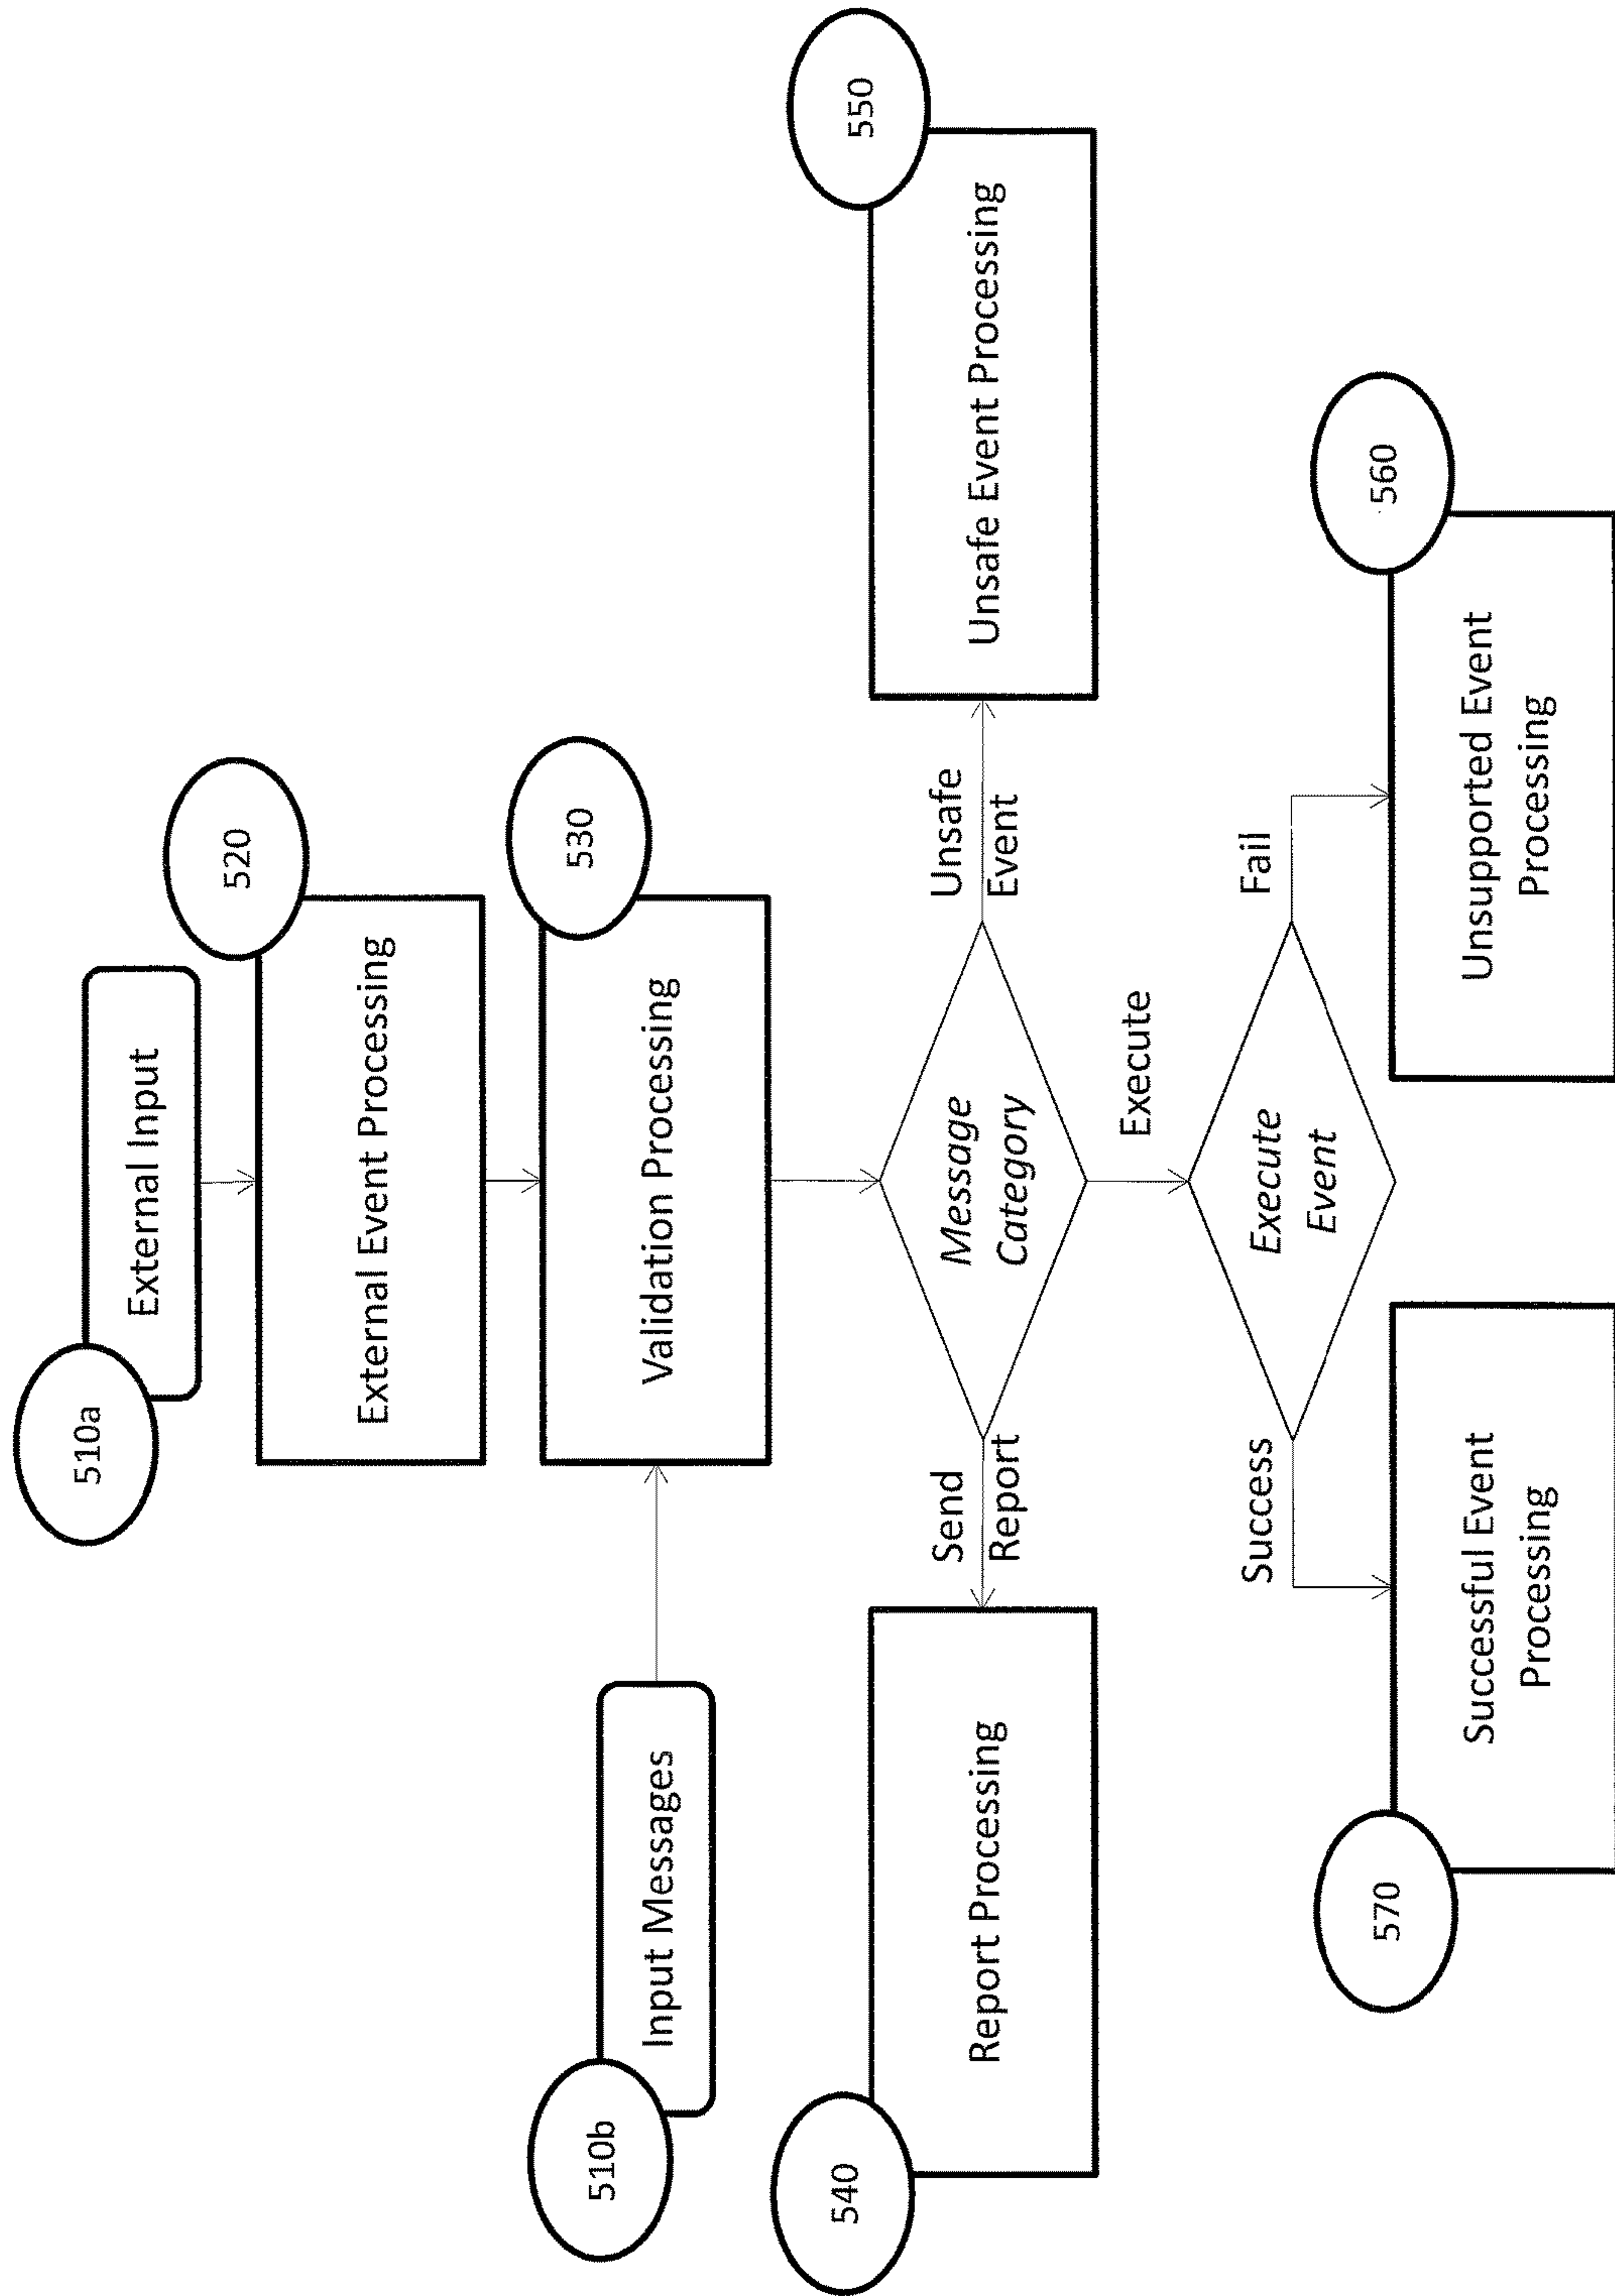 510a
External Input
520
External Event Processing
510b
Input Messages
530
Validation Processing
540
Report Processing
Send
Report
Message
Category
Unsafe
Event
550
Unsafe Event Processing
Execute
Success
Execute
Event
Fail
570
Successful Event
Processing
560
Unsupported Event
Processing